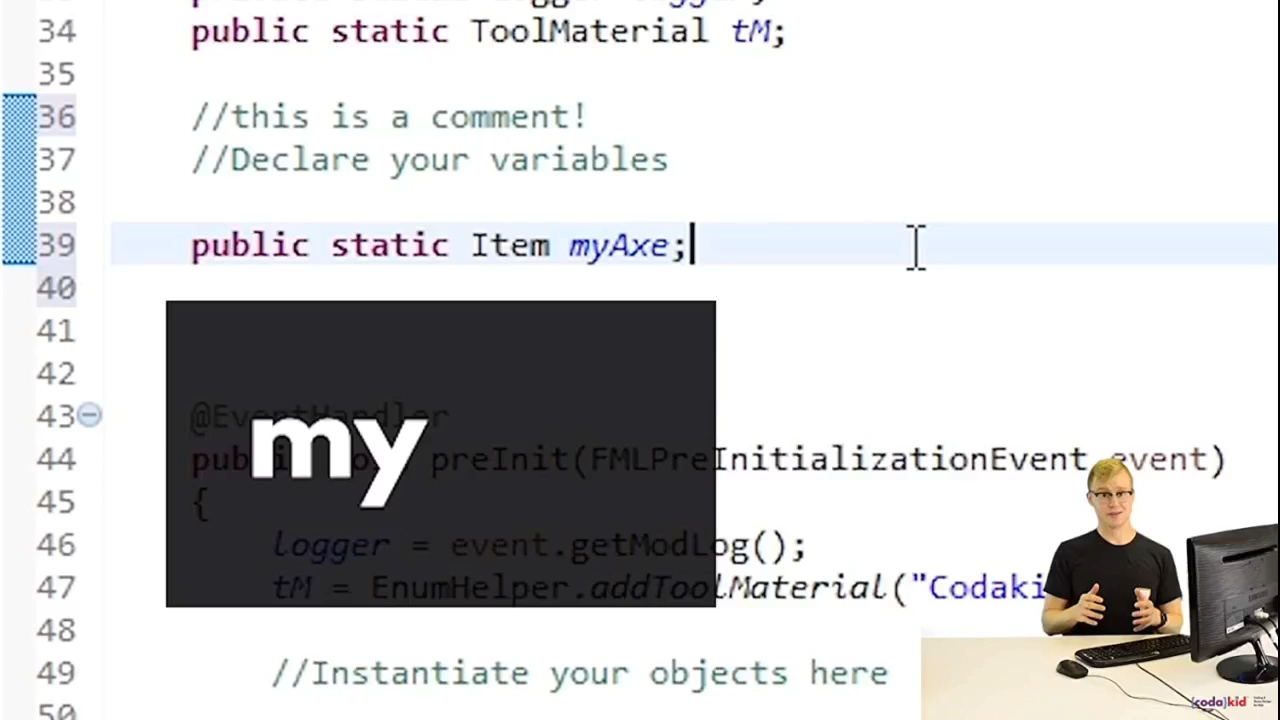 34 public static ToolMaterial tM;
35
36 //this is a comment!
37 //Declare your variables
38
39 public static Item myAxe;
40
41
42
43 @EventHandler
my
44 preInit(FMLPreInitializationEvent event)
45 {
46 logger = event.getModLog();
47 tM = EnumHelper.addToolMaterial("Codaki
48
49 //Instantiate your objects here
50
codakid